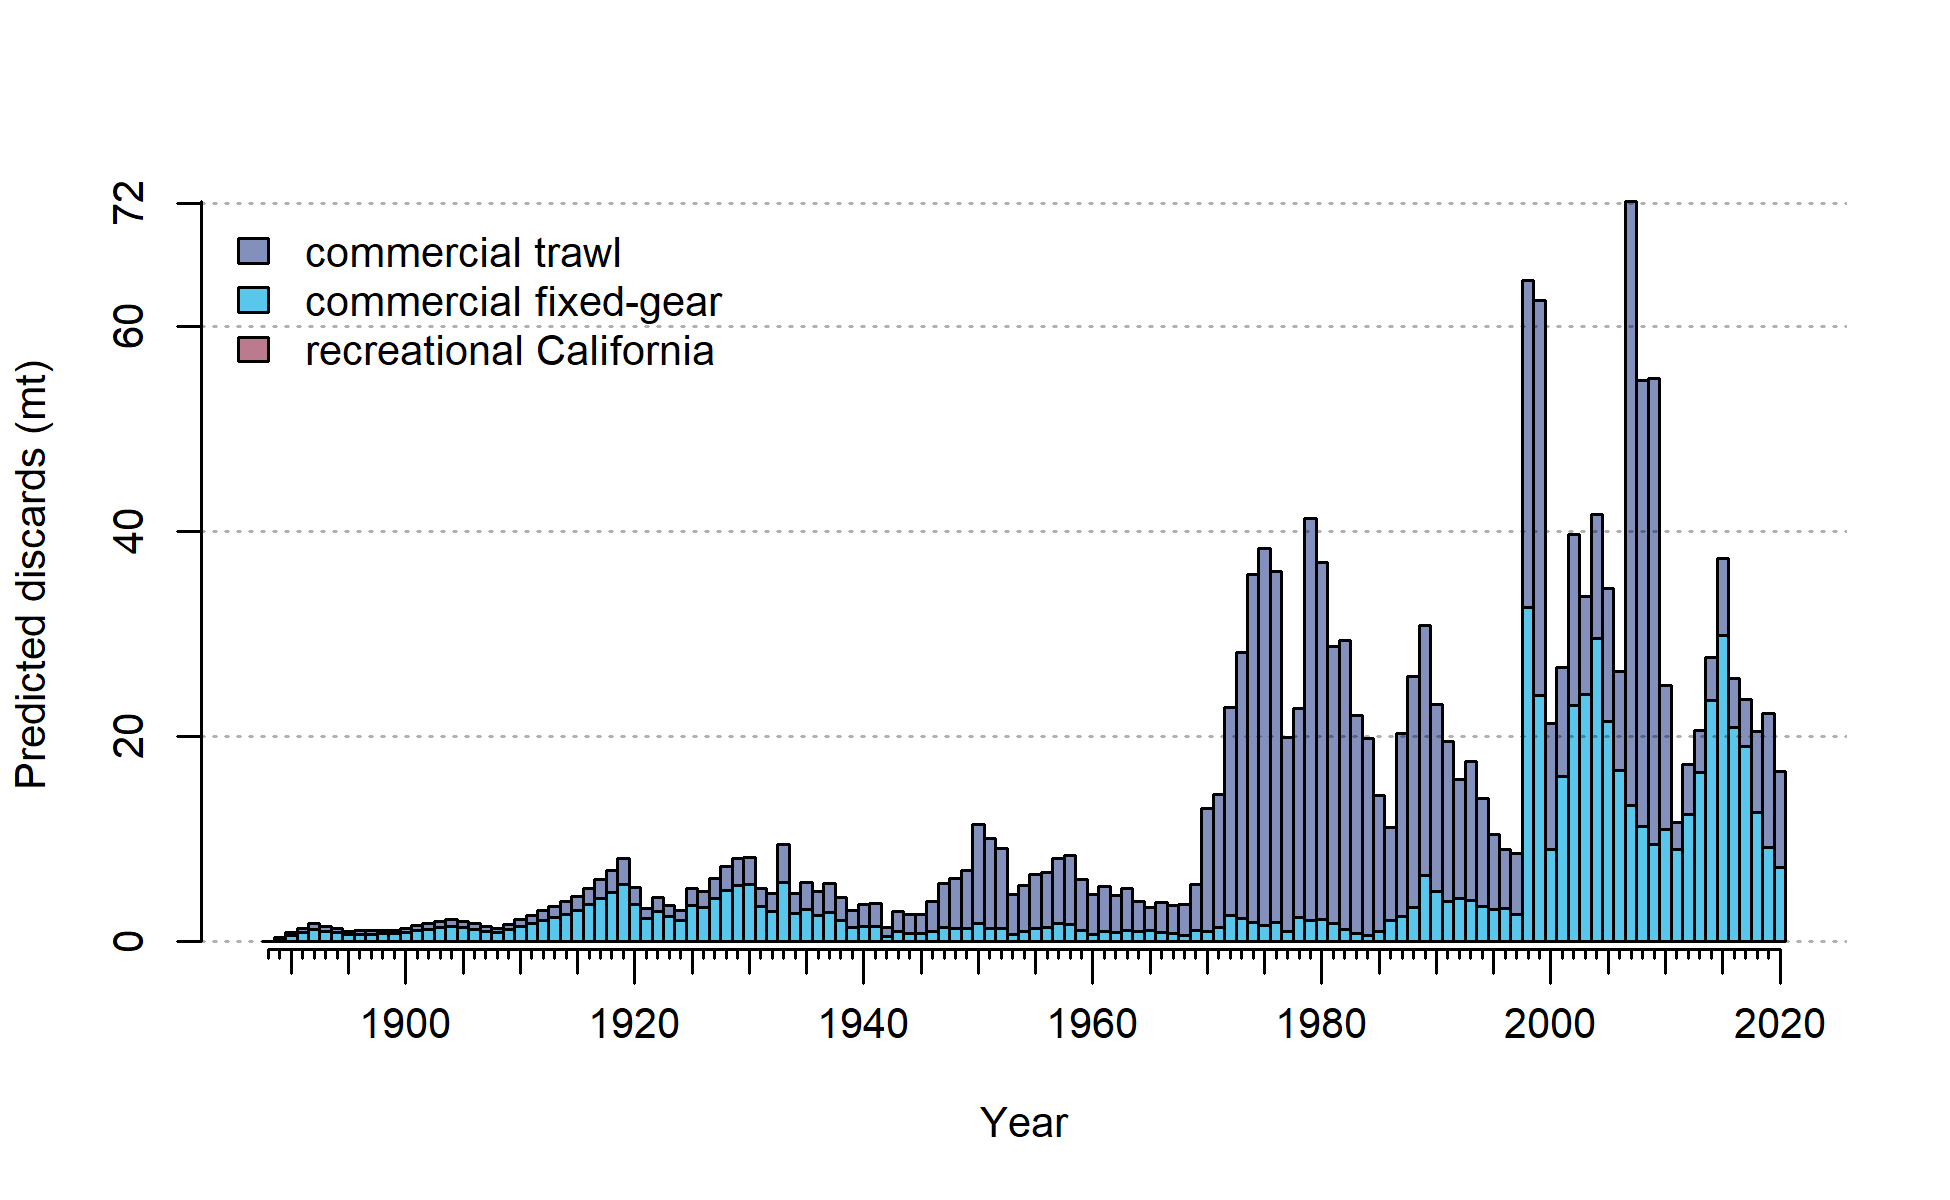 72
60
40
20
0
Predicted discards (mt)
commercial trawl
commercial fixed-gear
recreational California
1900 1920 1940 1960 1980 2000 2020
Year